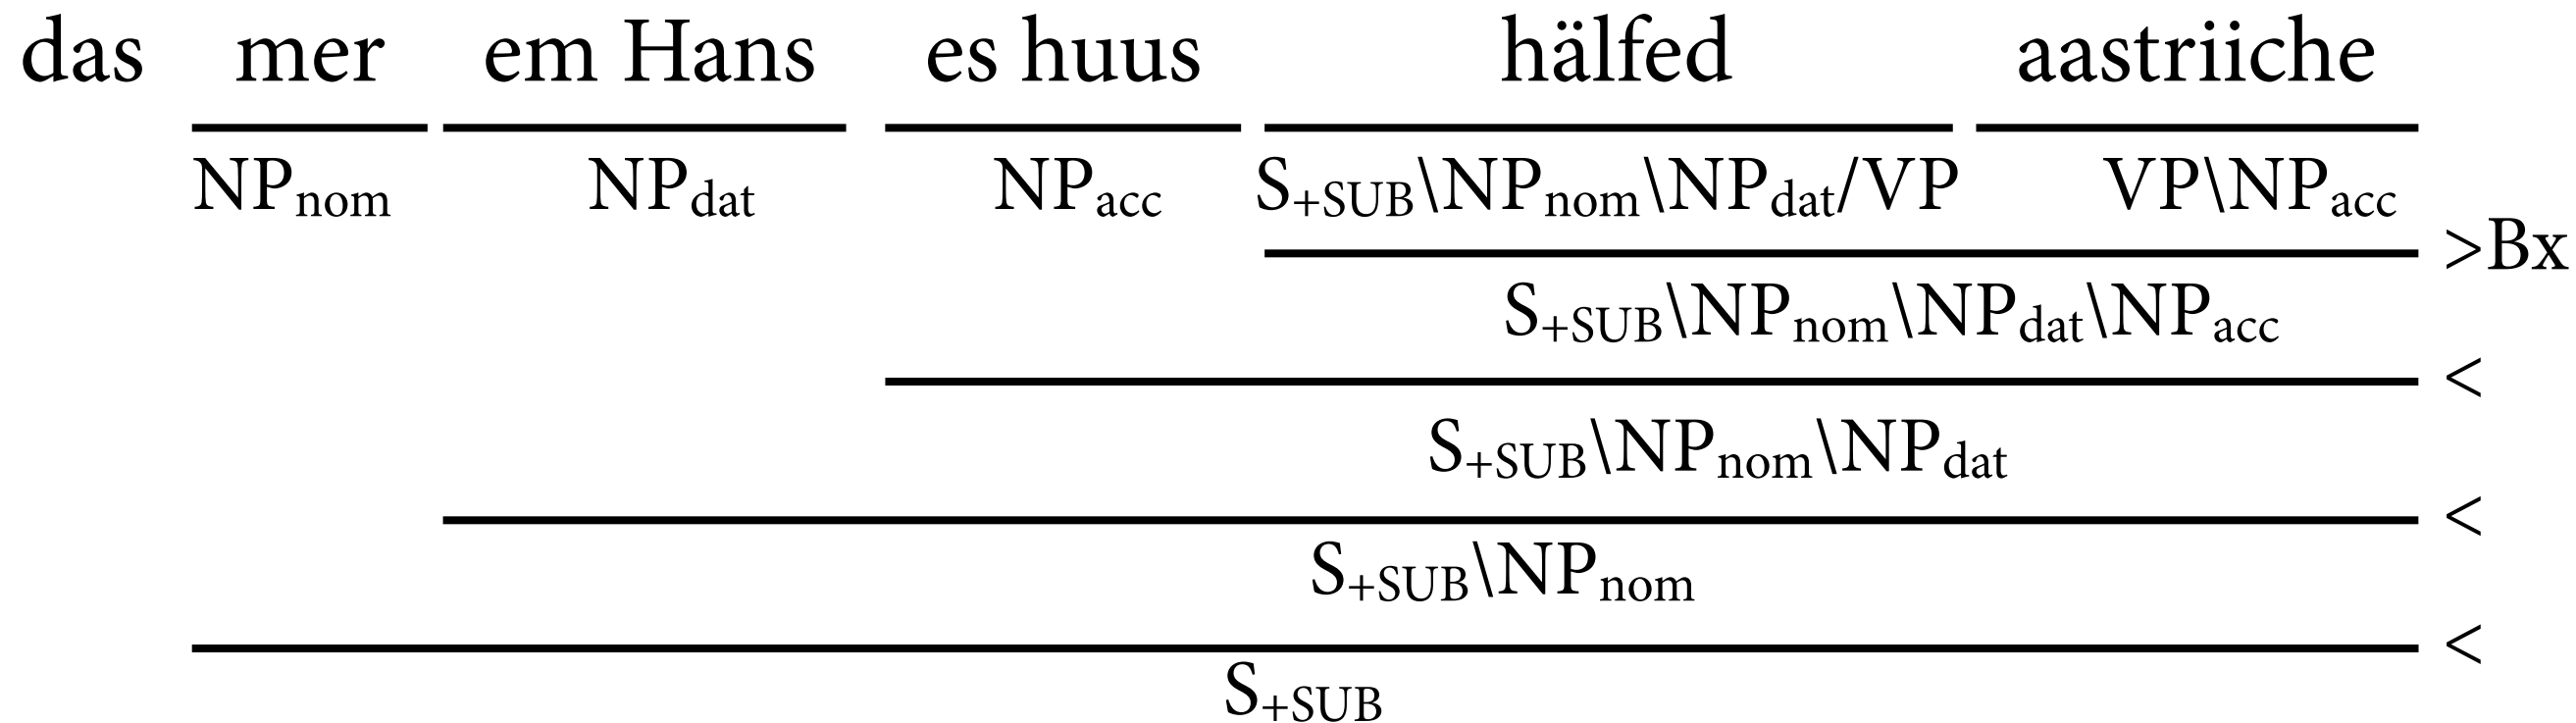 das mer em Hans es huus hälfed aastriiche
NP_nom NP_dat NP_acc S_+SUB\NP_nom\NP_dat/VP VP\NP_acc
>Bx
S_+SUB\NP_nom\NP_dat\NP_acc
<
S_+SUB\NP_nom\NP_dat
<
S_+SUB\NP_nom
<
S_+SUB